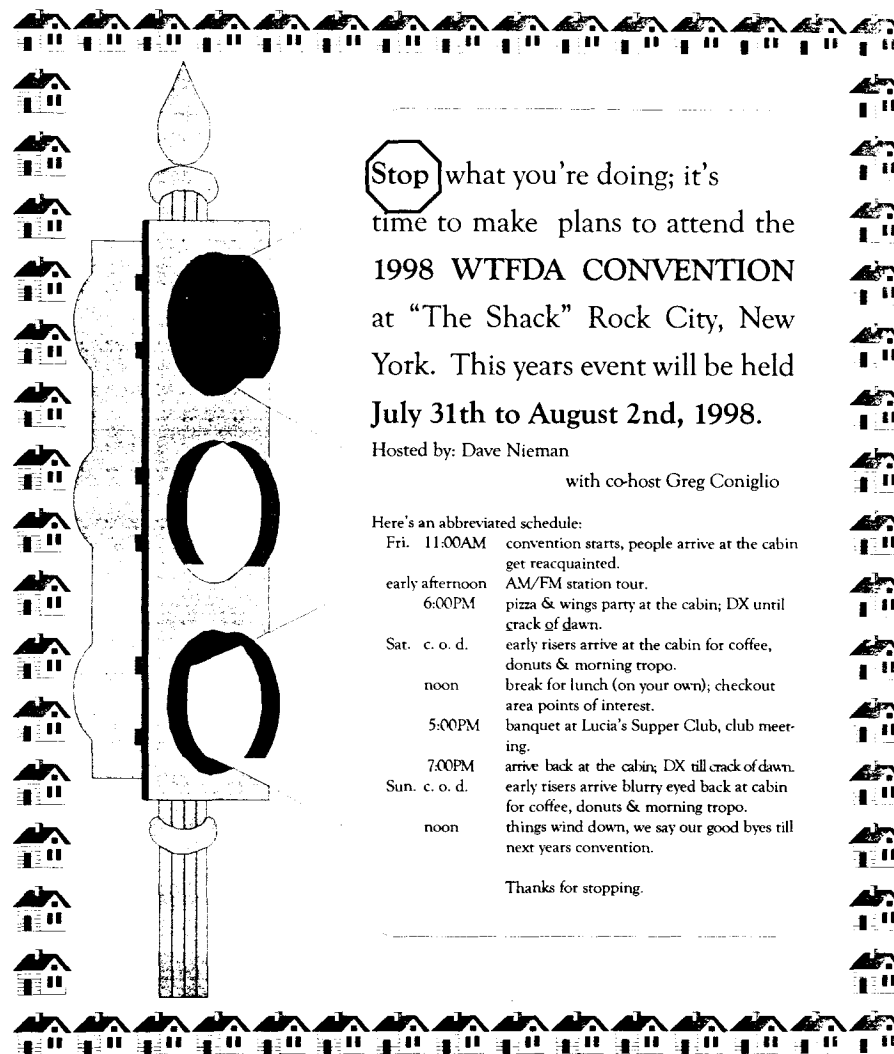 Stop what you're doing; it's
time to make plans to attend the
1998 WTFDA CONVENTION
at “The Shack” Rock City, New
York. This years event will be held
July 31th to August 2nd, 1998.
Hosted by: Dave Nieman
with co-host Greg Coniglio
Here's an abbreviated schedule:
Fri. 11:00AM convention starts, people arrive at the cabin
get reacquainted.
early afternoon AM/FM station tour.
6:00PM pizza & wings party at the cabin; DX until
crack of dawn.
Sat. c. o. d. early risers arrive at the cabin for coffee,
donuts & morning tropo.
noon break for lunch (on your own); checkout
area points of interest.
5:00PM banquet at Lucia's Supper Club, club meet-
ing.
7:00PM arrive back at the cabin; DX till crack of dawn.
Sun. c. o. d. early risers arrive blurry eyed back at cabin
for coffee, donuts & morning tropo.
noon things wind down, we say our good byes till
next years convention.
Thanks for stopping.